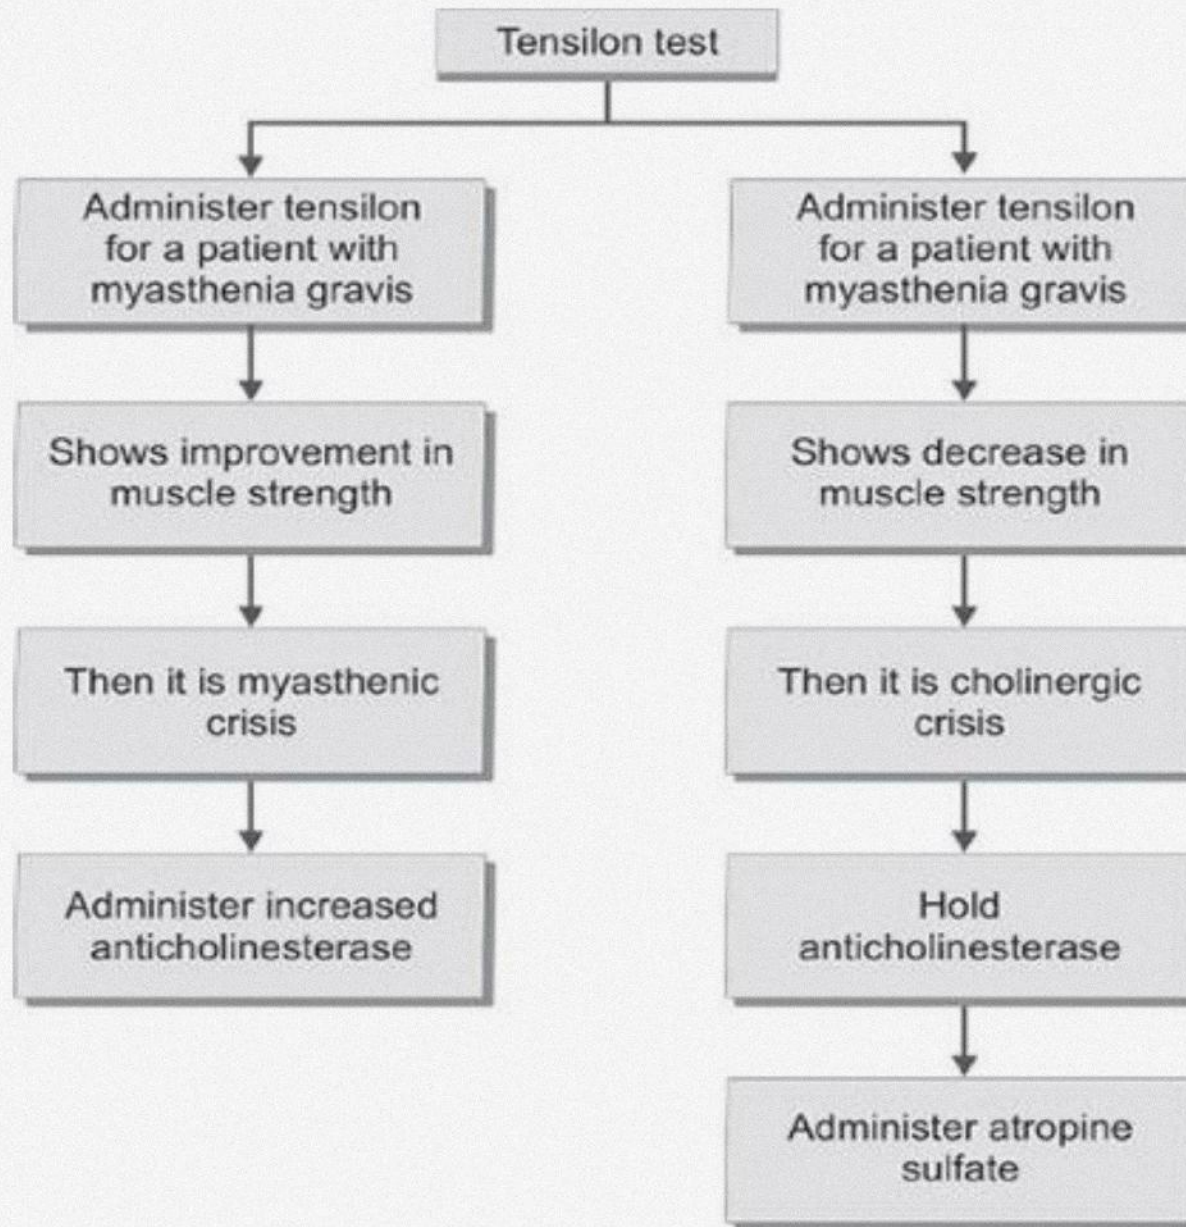 Tensilon test
Administer tensilon
for a patient with
myasthenia gravis
Shows improvement in
muscle strength
Then it is myasthenic
crisis
Administer increased
anticholinesterase
Administer tensilon
for a patient with
myasthenia gravis
Shows decrease in
muscle strength
Then it is cholinergic
crisis
Hold
anticholinesterase
Administer atropine
sulfate